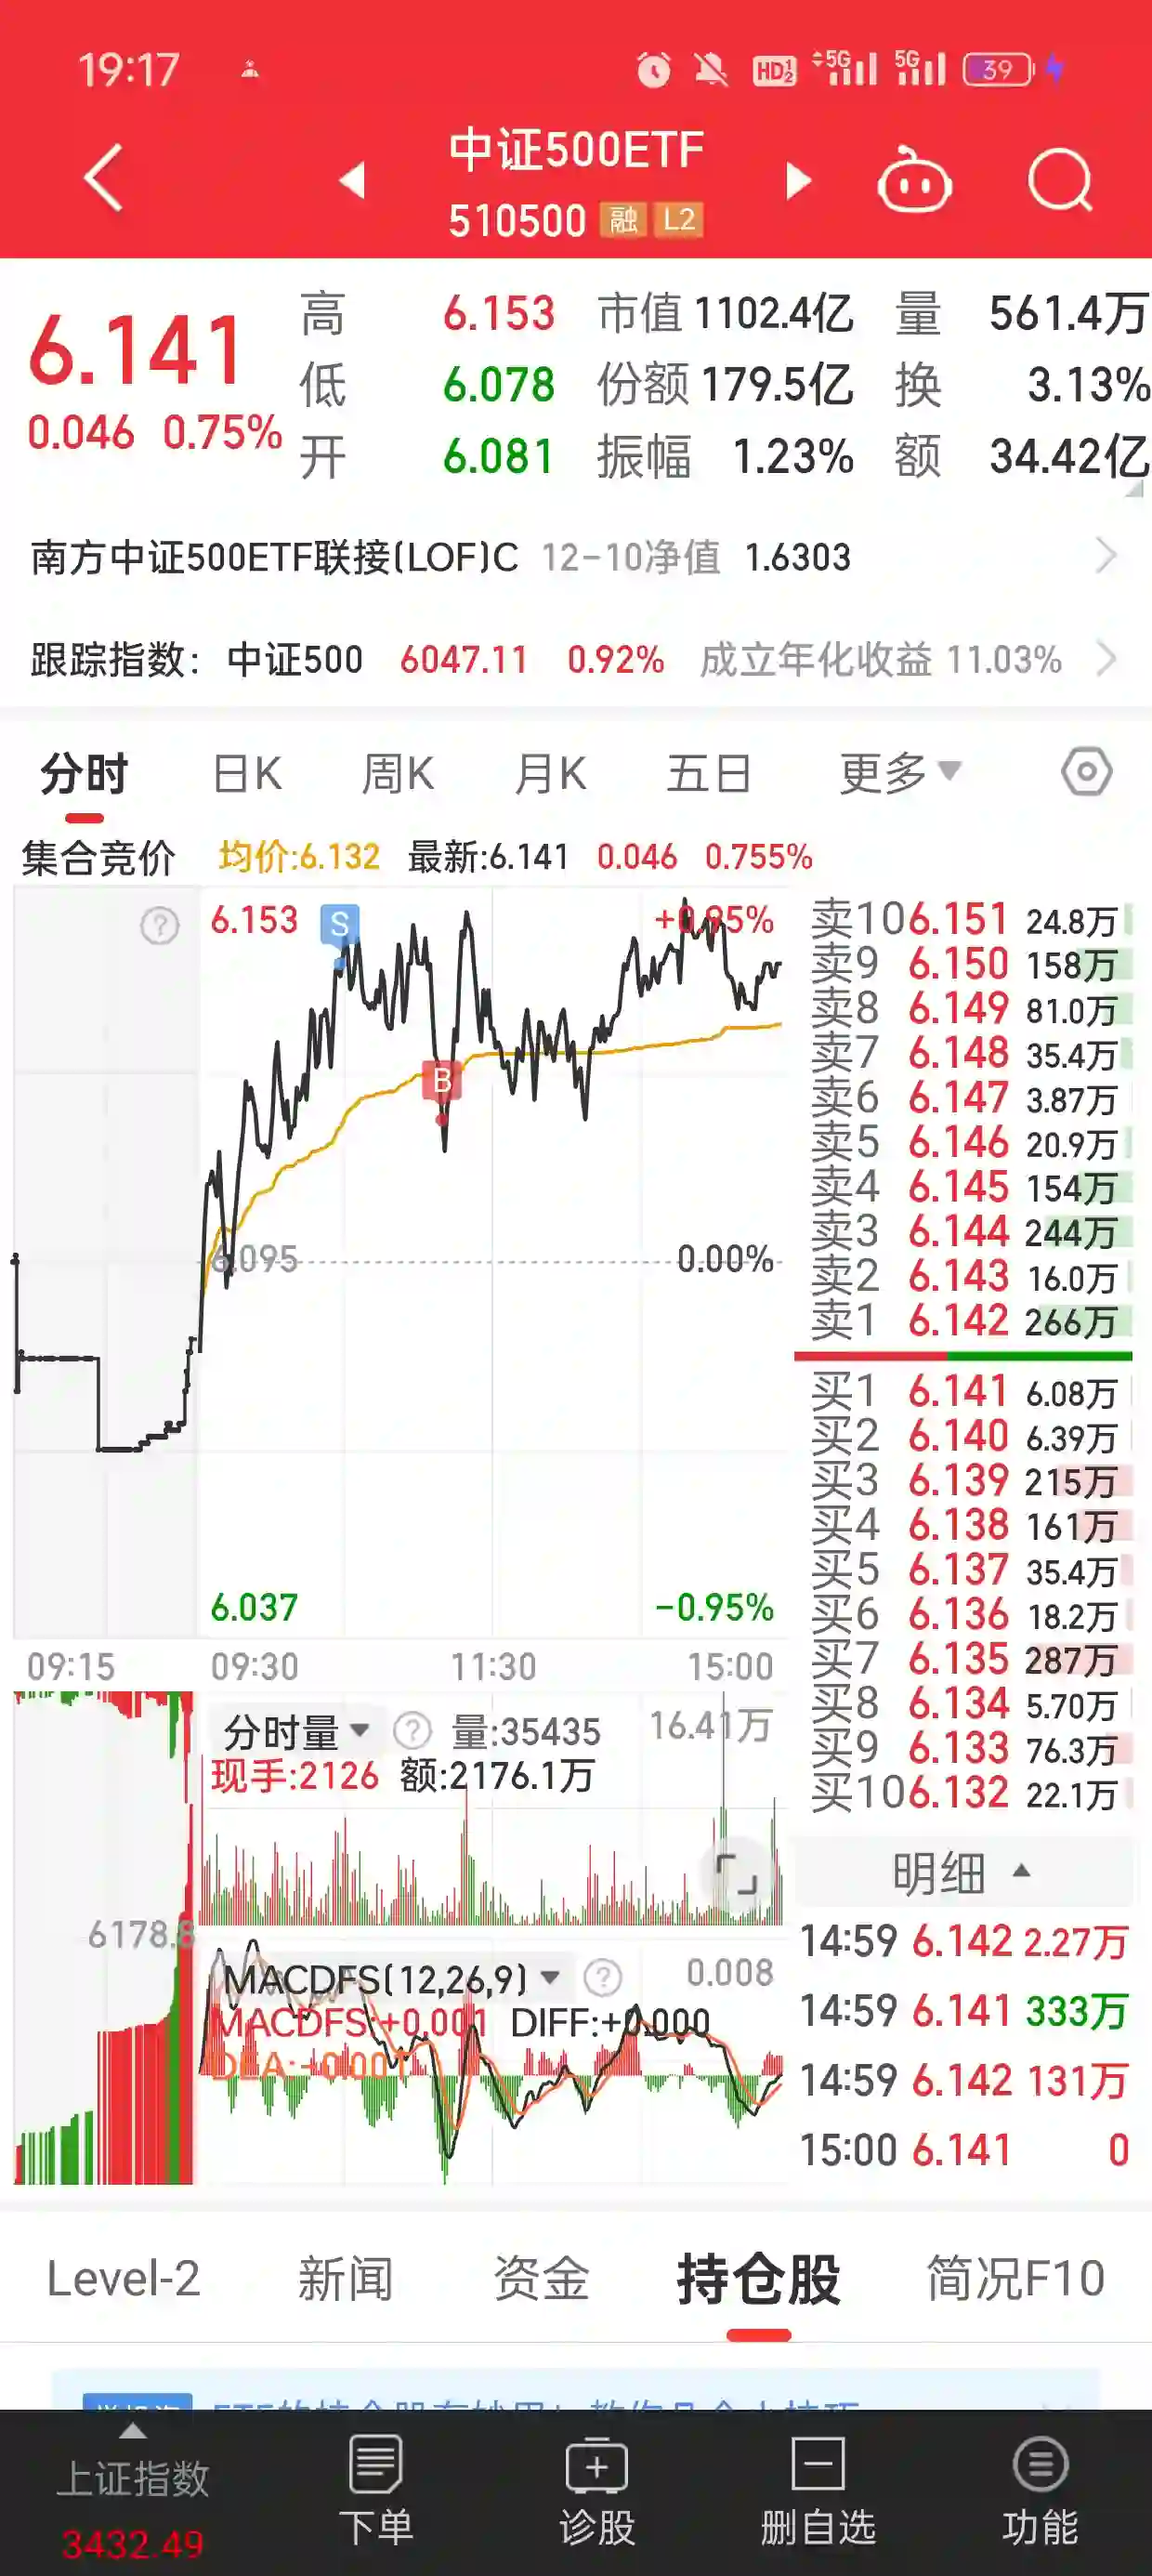 19:17 HD 1 2 5G 5G 39
中证500ETF
510500 融 L2
6.141
0.046 0.75%
高 6.153 市值 1102.4亿 量 561.4万
低 6.078 份额 179.5亿 换 3.13%
开 6.081 振幅 1.23% 额 34.42亿
南方中证500ETF联接(LOF)C 12-10净值 1.6303
跟踪指数: 中证500 6047.11 0.92% 成立年化收益 11.03%
分时 日K 周K 月K 五日 更多
集合竞价 均价:6.132 最新:6.141 0.046 0.755%
? 6.153 S +0.95%
B
6.095 0.00%
6.037 -0.95%
09:15 09:30 11:30 15:00
卖10 6.151 24.8万
卖9 6.150 158万
卖8 6.149 81.0万
卖7 6.148 35.4万
卖6 6.147 3.87万
卖5 6.146 20.9万
卖4 6.145 154万
卖3 6.144 244万
卖2 6.143 16.0万
卖1 6.142 266万
买1 6.141 6.08万
买2 6.140 6.39万
买3 6.139 215万
买4 6.138 161万
买5 6.137 35.4万
买6 6.136 18.2万
买7 6.135 287万
买8 6.134 5.70万
买9 6.133 76.3万
买10 6.132 22.1万
分时量 ? 量:35435 16.41万
现手:2126 额:2176.1万
6178.8
MACDFS(12,26,9) ? 0.008
MACDFS:+0.001 DIFF:+0.000
DEA:+0.001
明细
14:59 6.142 2.27万
14:59 6.141 333万
14:59 6.142 131万
15:00 6.141 0
Level-2 新闻 资金 持仓股 简况F10
上证指数
3432.49
下单 诊股 删自选 功能